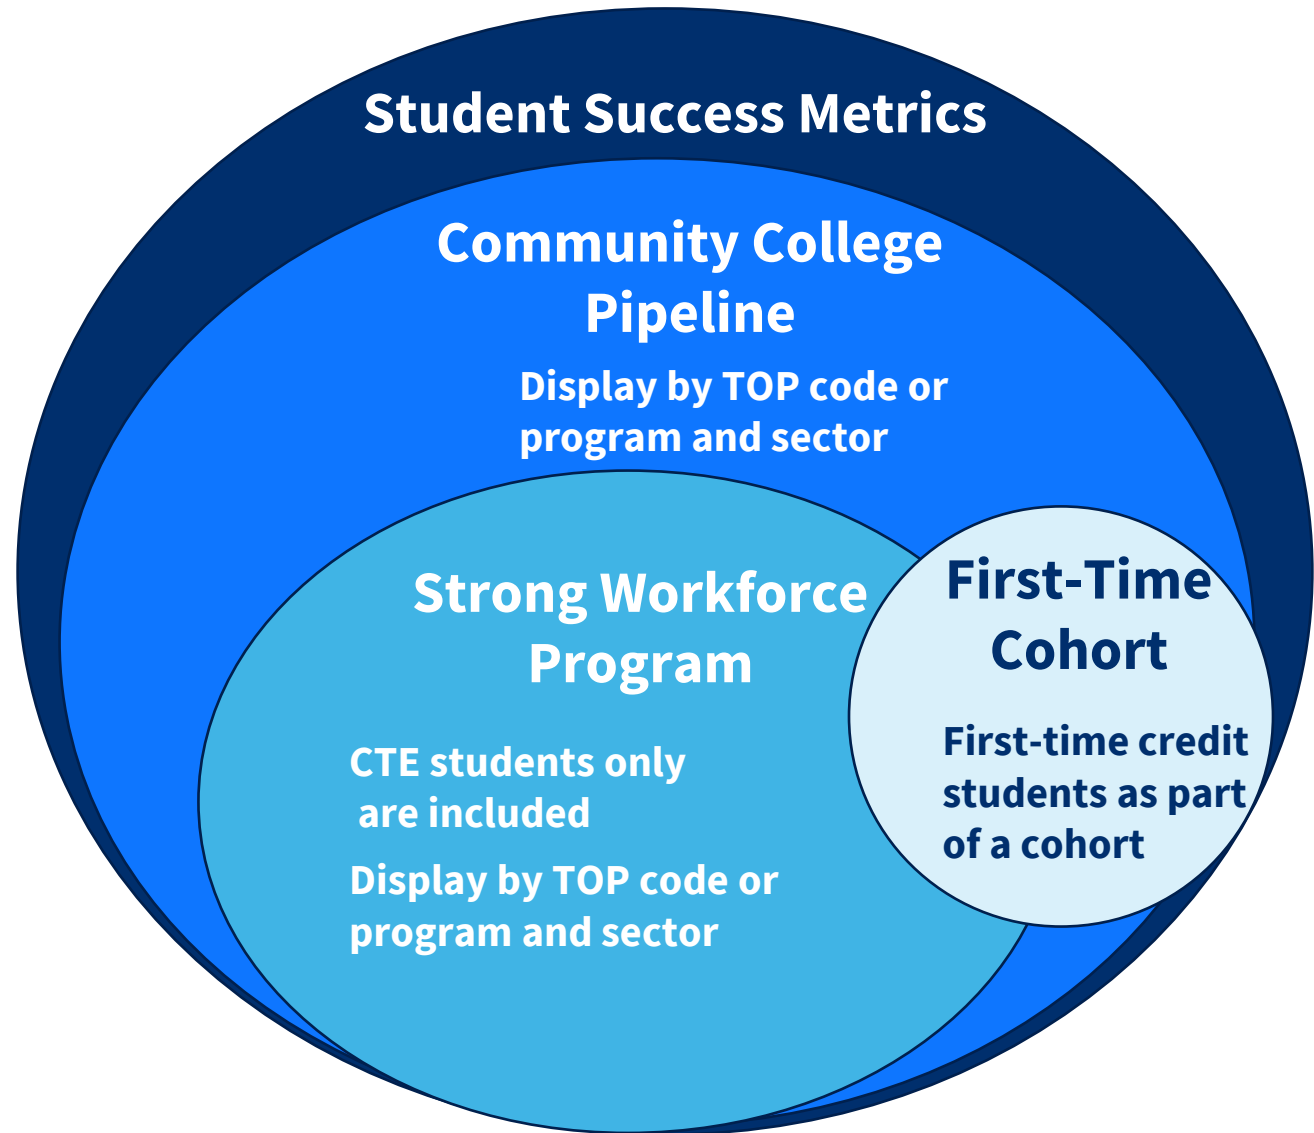 Student Success Metrics
Community College
Pipeline
Display by TOP code or
program and sector
Strong Workforce
Program
CTE students only
are included
Display by TOP code or
program and sector
First-Time
Cohort
First-time credit
students as part
of a cohort